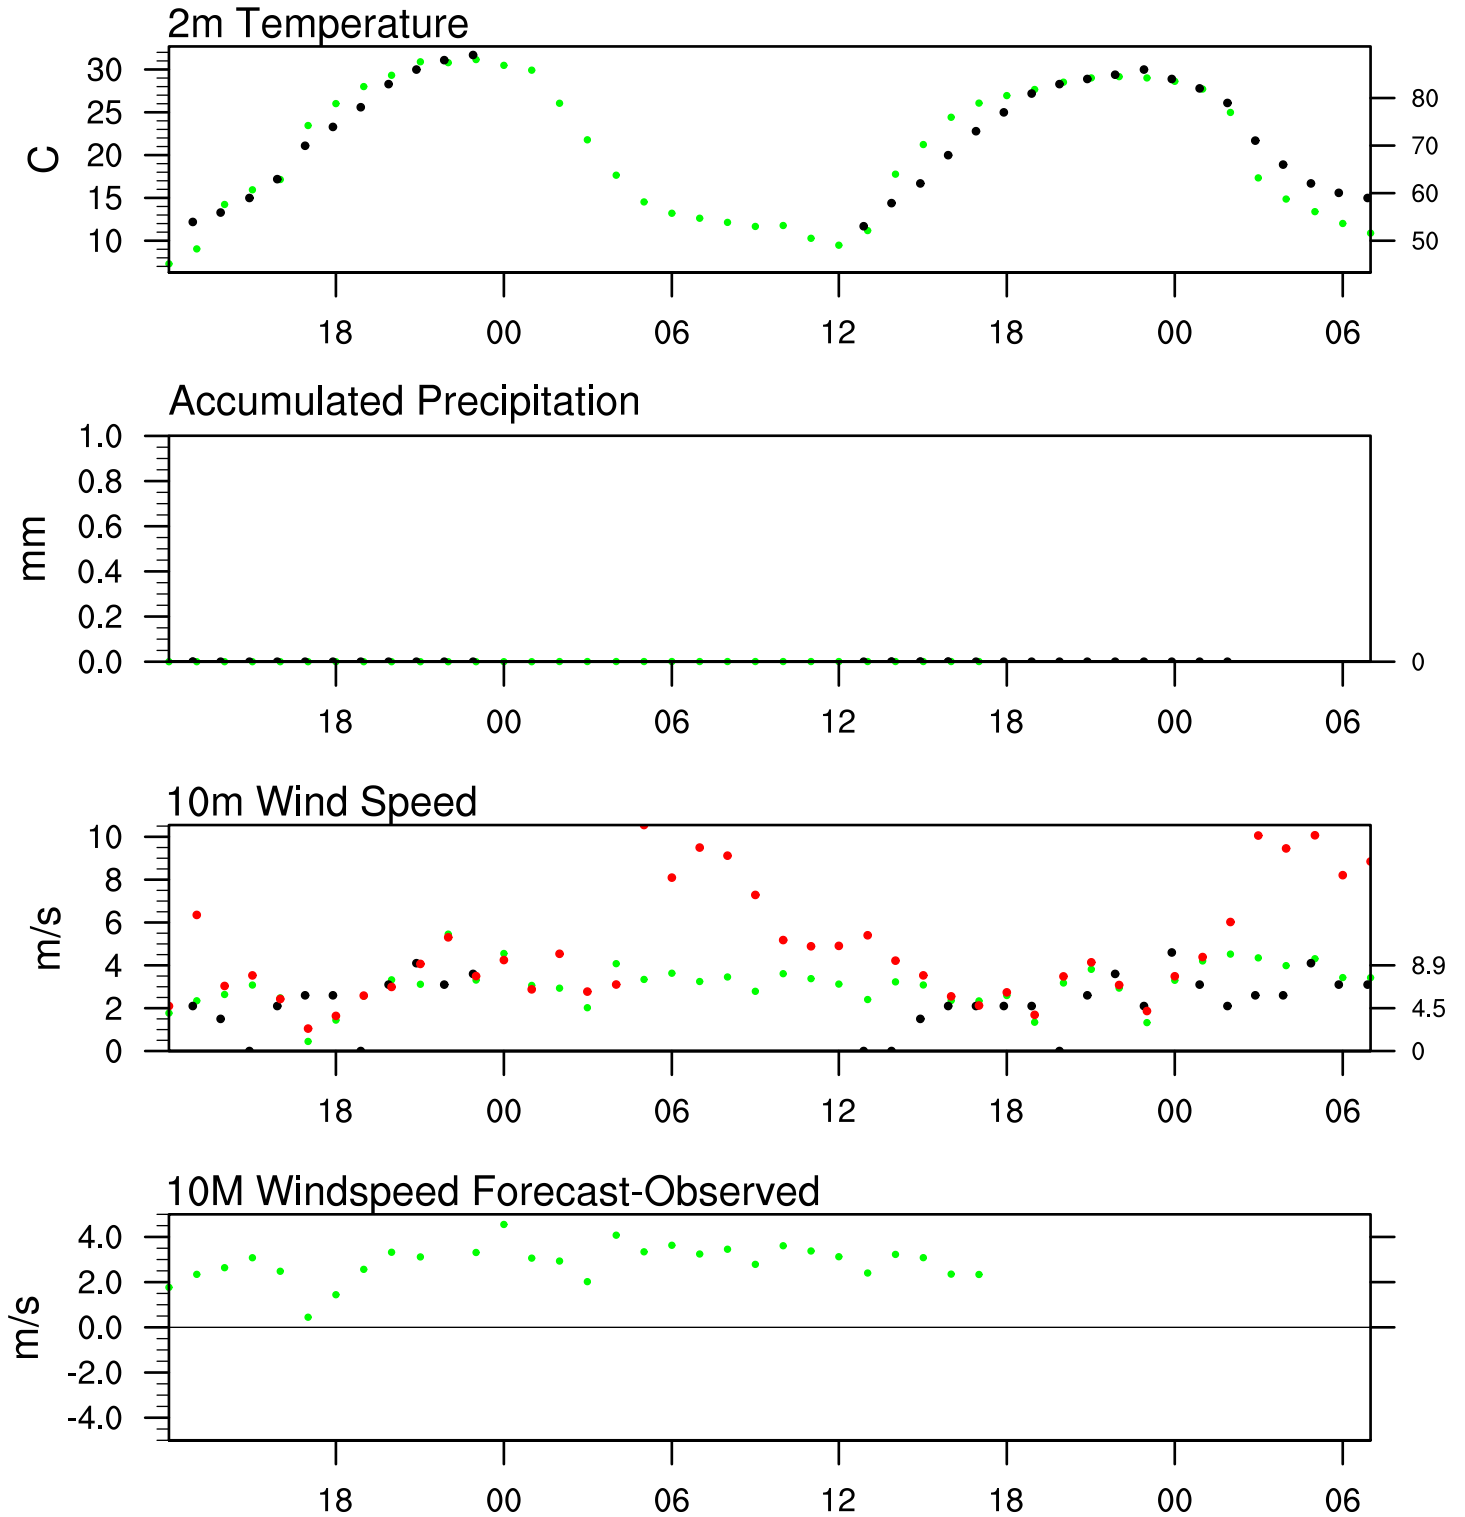 2m Temperature
30
25
20
15
10
C
80
70
60
50
18 00 06 12 18 00 06
Accumulated Precipitation
1.0
0.8
0.6
0.4
0.2
0.0
mm
0
18 00 06 12 18 00 06
10m Wind Speed
10
8
6
4
2
0
m/s
8.9
4.5
0
18 00 06 12 18 00 06
10M Windspeed Forecast-Observed
4.0
2.0
0.0
-2.0
-4.0
m/s
18 00 06 12 18 00 06